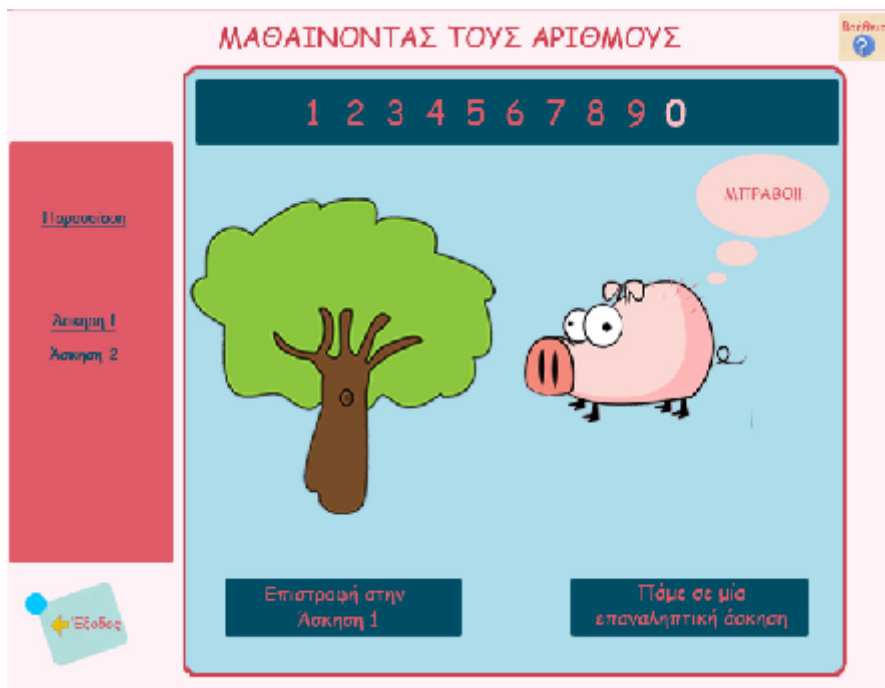 ΜΑΘΑΙΝΟΝΤΑΣ ΤΟΥΣ ΑΡΙΘΜΟΥΣ
Βοήθεια
?
1 2 3 4 5 6 7 8 9 0
ΜΠΡΑΒΟ!!
Παρουσίαση
Άσκηση 1
Άσκηση 2
Επιστροφή στην
Άσκηση 1
Πάμε σε μία
επαναληπτική άσκηση
Έξοδος